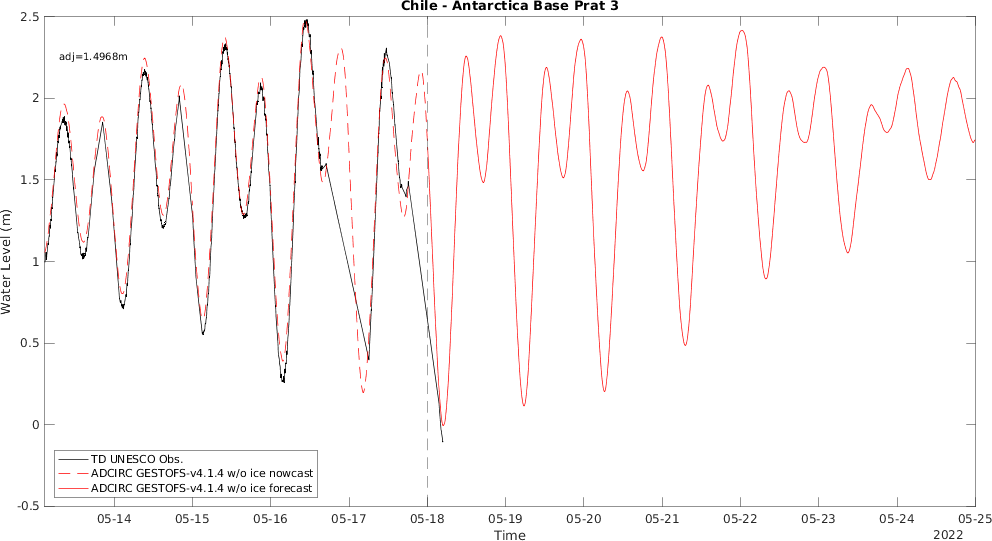 Chile - Antarctica Base Prat 3
adj=1.4968m
2.5
2
1.5
1
0.5
0
-0.5
Water Level (m)
TD UNESCO Obs.
ADCIRC GESTOFS-v4.1.4 w/o ice nowcast
ADCIRC GESTOFS-v4.1.4 w/o ice forecast
05-14 05-15 05-16 05-17 05-18 05-19 05-20 05-21 05-22 05-23 05-24 05-25
Time
2022